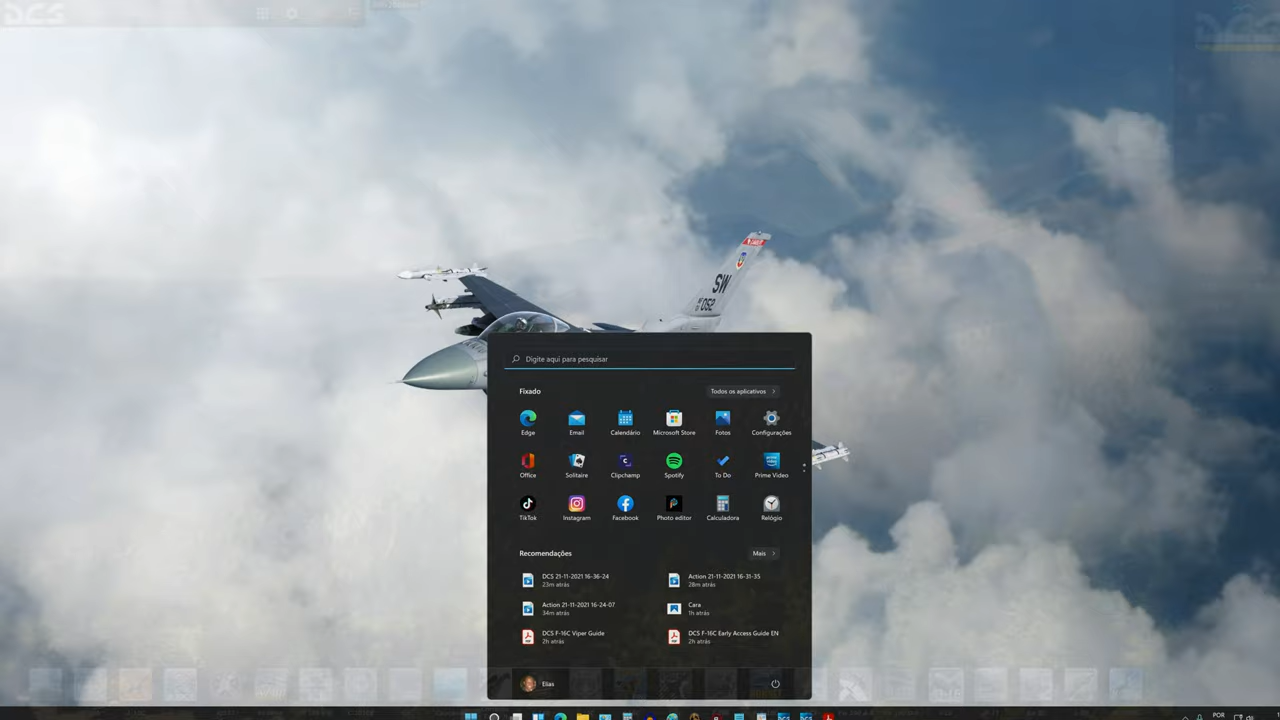 DCS
SW
052
Digite aqui para pesquisar
Fixado
Todos os aplicativos
Edge
Email
Calendário
Microsoft Store
Fotos
Configurações
Office
Solitaire
Clipchamp
Spotify
To Do
Prime Video
TikTok
Instagram
Facebook
Photo editor
Calculadora
Relógio
Recomendações
Mais
DCS 21-11-2021 16-36-24
23m atrás
Action 21-11-2021 16-31-35
28m atrás
Action 21-11-2021 16-24-07
34m atrás
Cara
1h atrás
DCS F-16C Viper Guide
2h atrás
DCS F-16C Early Access Guide EN
2h atrás
Elias
POR